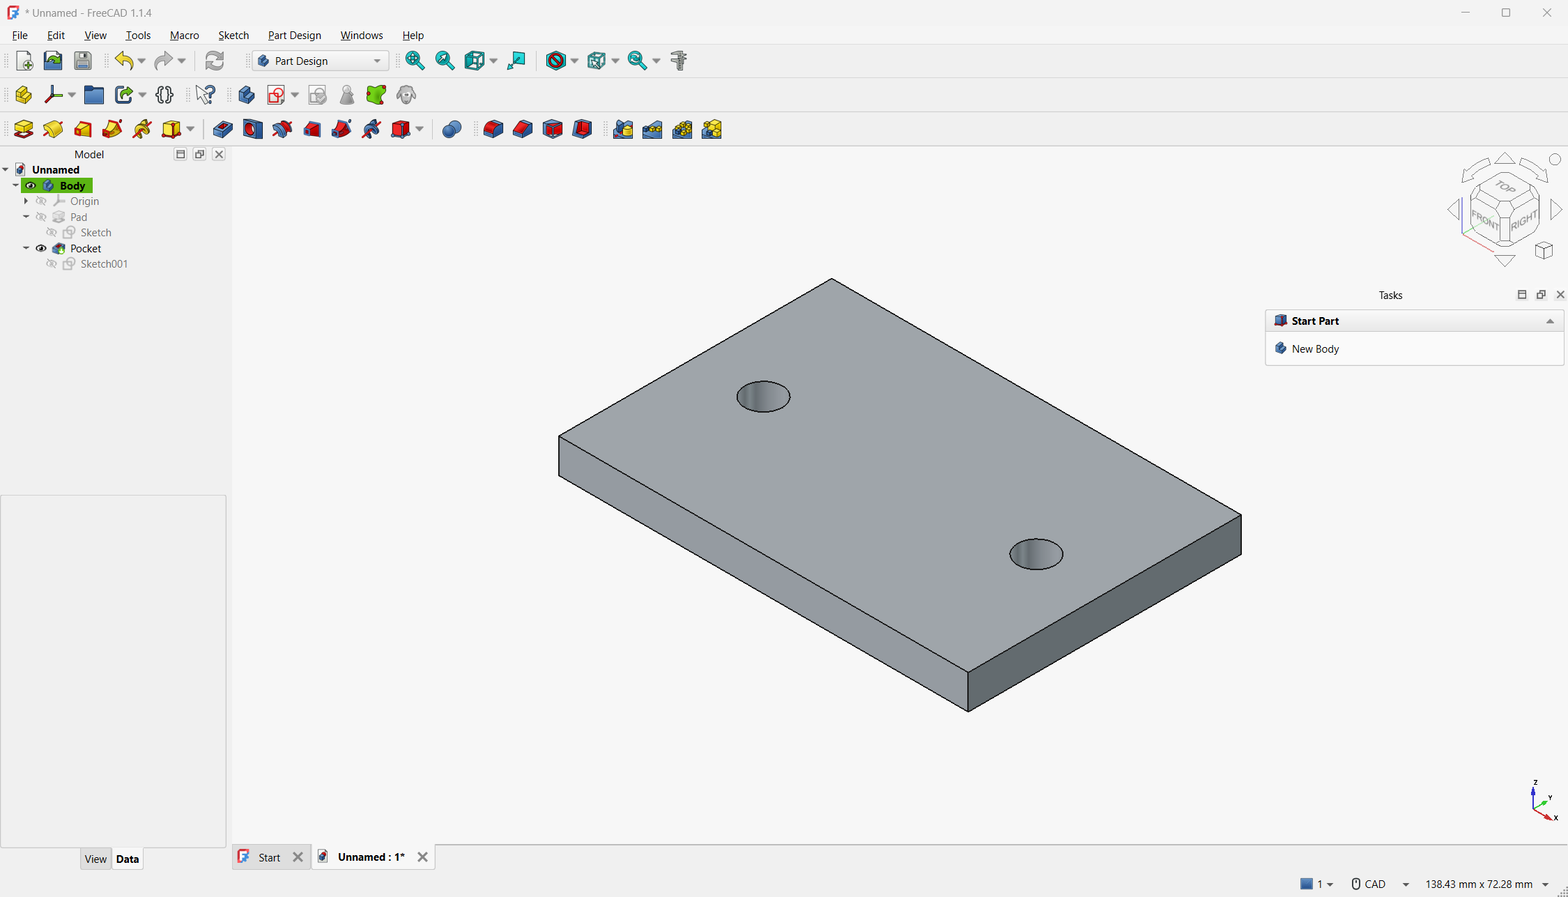 * Unnamed - FreeCAD 1.1.4
File Edit View Tools Macro Sketch Part Design Windows Help
Part Design
Model
Unnamed
Body
Origin
Pad
Sketch
Pocket
Sketch001
TOP
FRONT RIGHT
Tasks
Start Part
New Body
Z
Y
X
View Data
Start Unnamed : 1*
1 CAD 138.43 mm x 72.28 mm